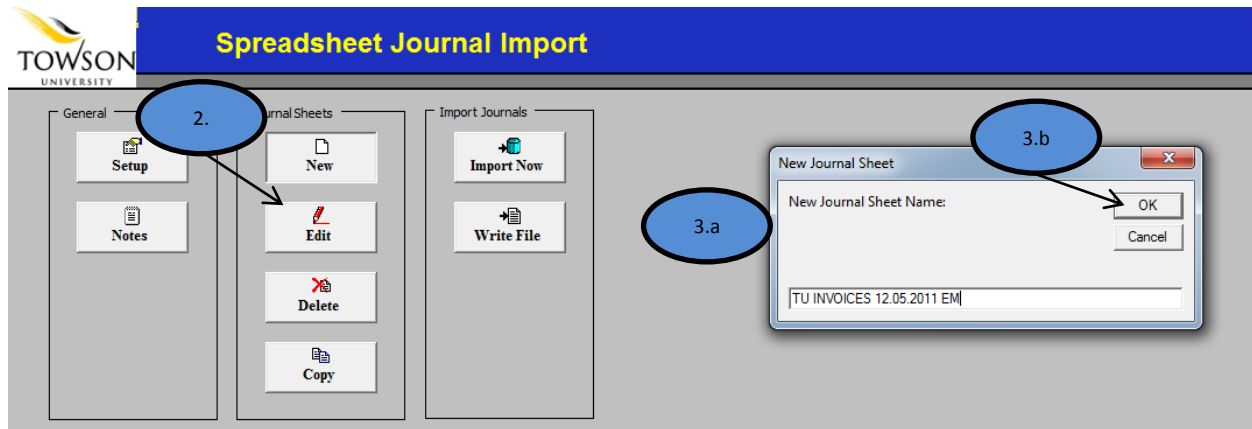 TOWSON
UNIVERSITY
Spreadsheet Journal Import
General
2.
urnal Sheets
Import Journals
Setup
New
Import Now
Notes
Edit
Write File
Delete
Copy
3.a
3.b
New Journal Sheet
New Journal Sheet Name:
OK
Cancel
TU INVOICES 12.05.2011 EM